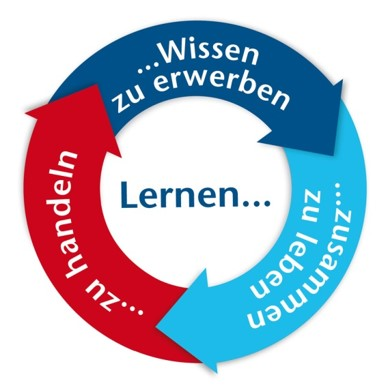 Lernen...
...Wissen
zu erwerben
...zusammen
zu leben
...zu handeln